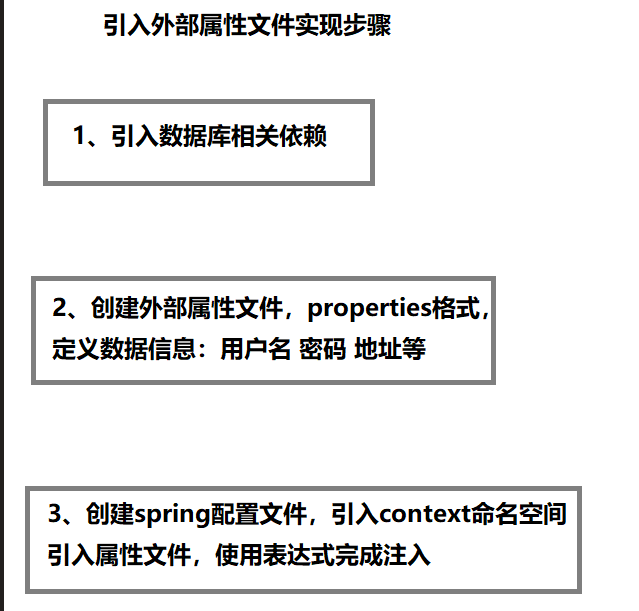 引入外部属性文件实现步骤
1、引入数据库相关依赖
2、创建外部属性文件，properties格式，
定义数据信息：用户名 密码 地址等
3、创建spring配置文件，引入context命名空间
引入属性文件，使用表达式完成注入